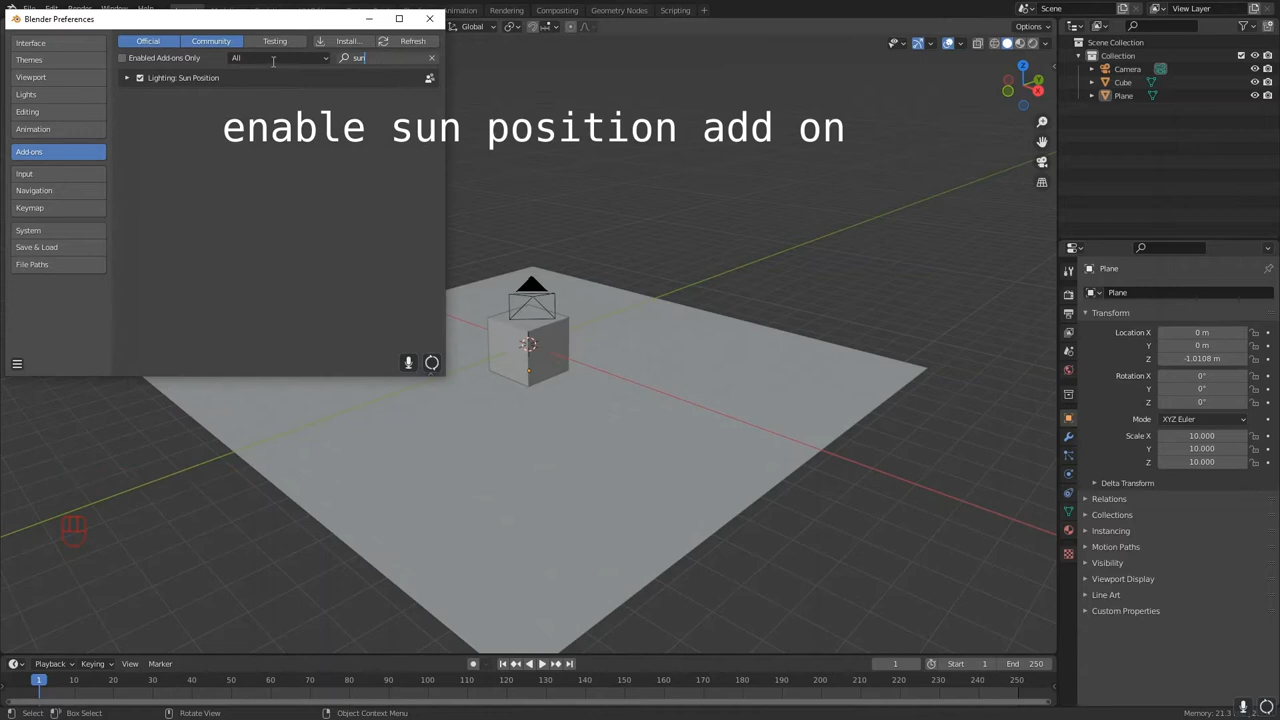 Blender Preferences
Rendering Compositing Geometry Nodes Scripting
Scene View Layer
Interface
Themes
Viewport
Lights
Editing
Animation
Add-ons
Input
Navigation
Keymap
System
Save & Load
File Paths
Official Community Testing Install... Refresh
Enabled Add-ons Only All sun
Lighting: Sun Position
enable sun position add on
Global
Options
Scene Collection
Collection
Camera
Cube
Plane
Plane
Plane
Transform
Location X 0 m
Y 0 m
Z -1.0108 m
Rotation X 0°
Y 0°
Z 0°
Mode XYZ Euler
Scale X 10.000
Y 10.000
Z 10.000
Delta Transform
Relations
Collections
Instancing
Motion Paths
Visibility
Viewport Display
Line Art
Custom Properties
Playback Keying View Marker
1 Start 1 End 250
1 10 20 30 40 50 60 70 80 90 100 110 120 130 140 150 160 170 180 190 200 210 220 230 240 250
Select Box Select Rotate View Object Context Menu
Memory: 21.3